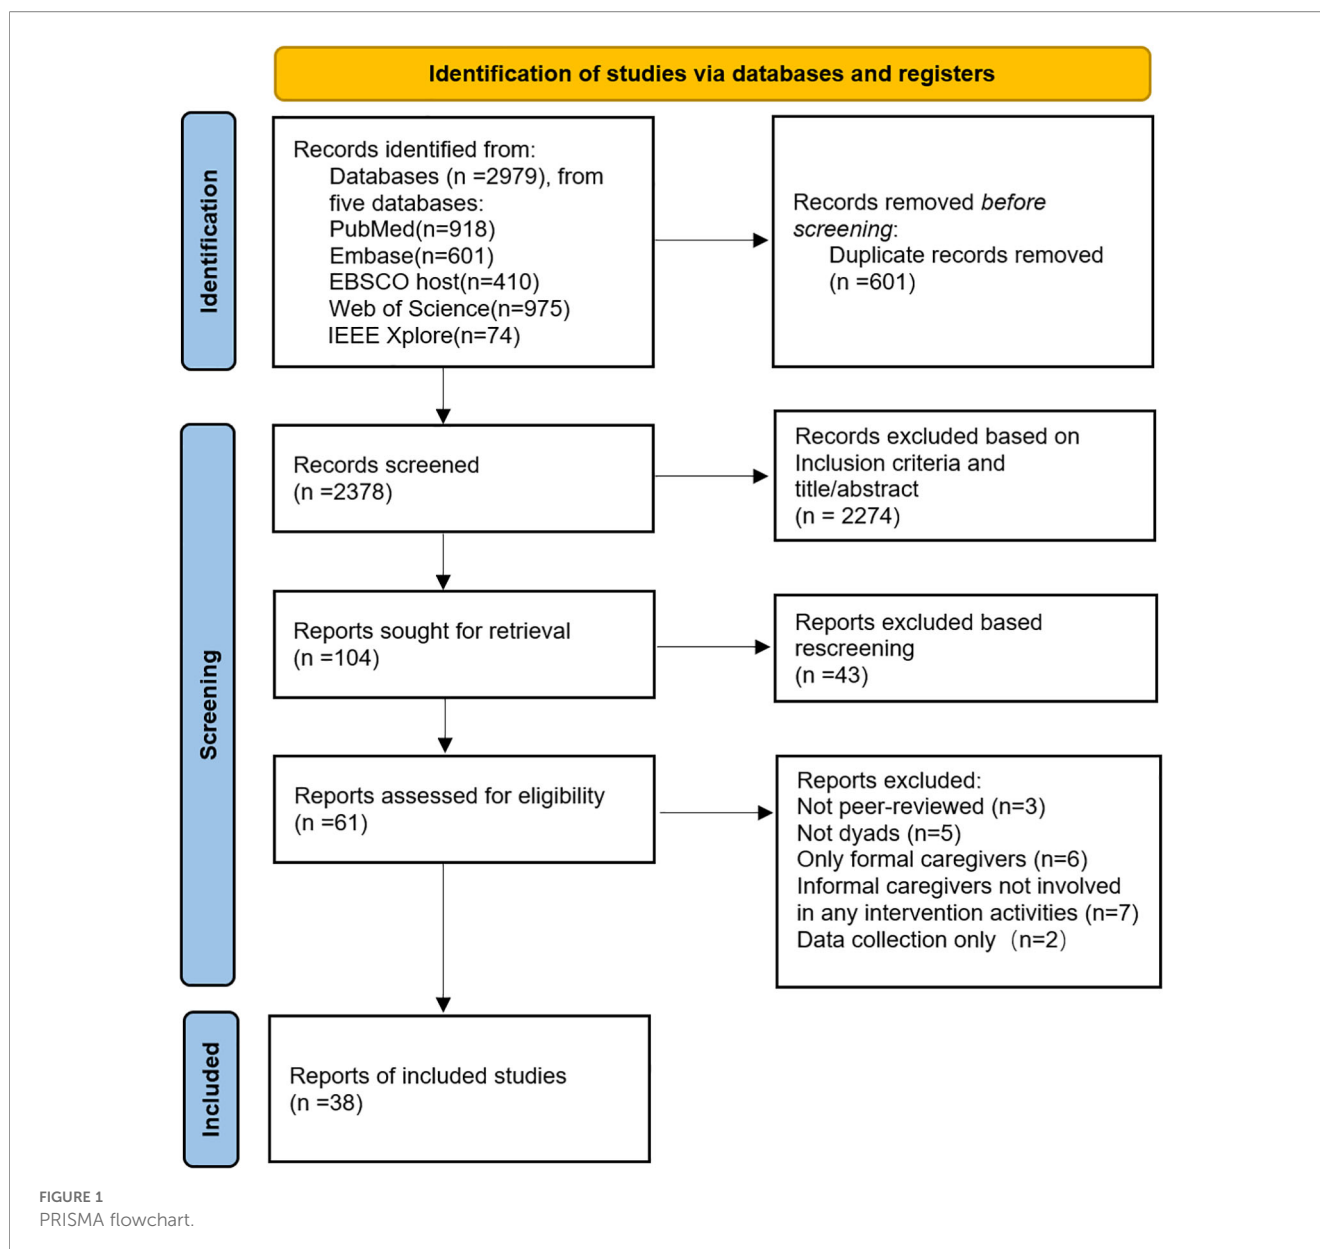 Identification of studies via databases and registers
Identification
Records identified from:
Databases (n =2979), from
five databases:
PubMed(n=918)
Embase(n=601)
EBSCO host(n=410)
Web of Science(n=975)
IEEE Xplore(n=74)
Records removed before
screening:
Duplicate records removed
(n =601)
Screening
Records screened
(n =2378)
Records excluded based on
Inclusion criteria and
title/abstract
(n = 2274)
Reports sought for retrieval
(n =104)
Reports excluded based
rescreening
(n =43)
Reports assessed for eligibility
(n =61)
Reports excluded:
Not peer-reviewed (n=3)
Not dyads (n=5)
Only formal caregivers (n=6)
Informal caregivers not involved
in any intervention activities (n=7)
Data collection only（n=2）
Included
Reports of included studies
(n =38)
FIGURE 1
PRISMA flowchart.